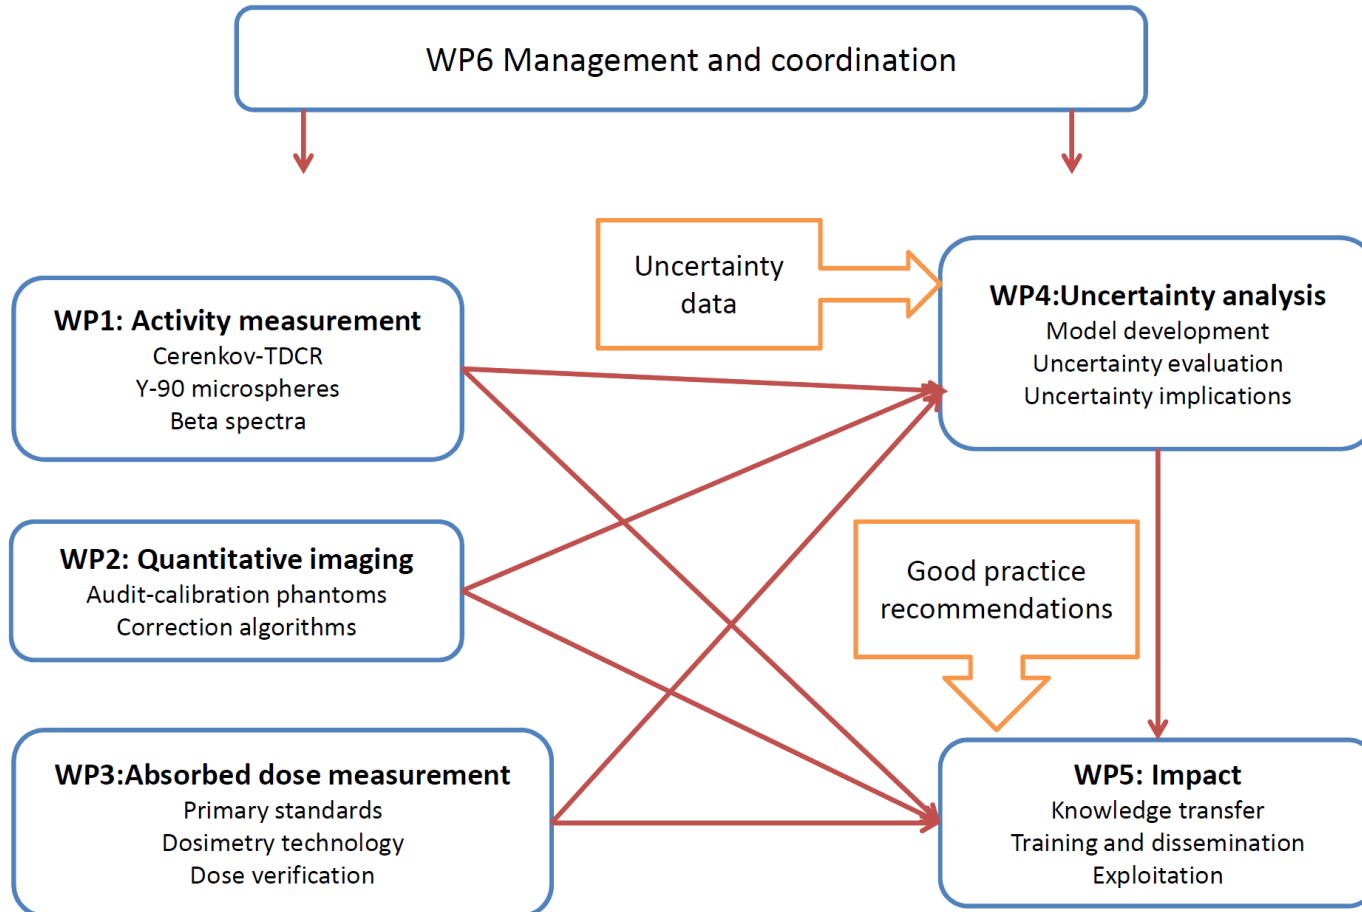 WP6 Management and coordination
Uncertainty
data
WP4:Uncertainty analysis
Model development
Uncertainty evaluation
Uncertainty implications
WP1: Activity measurement
Cerenkov-TDCR
Y-90 microspheres
Beta spectra
WP2: Quantitative imaging
Audit-calibration phantoms
Correction algorithms
Good practice
recommendations
WP3:Absorbed dose measurement
Primary standards
Dosimetry technology
Dose verification
WP5: Impact
Knowledge transfer
Training and dissemination
Exploitation